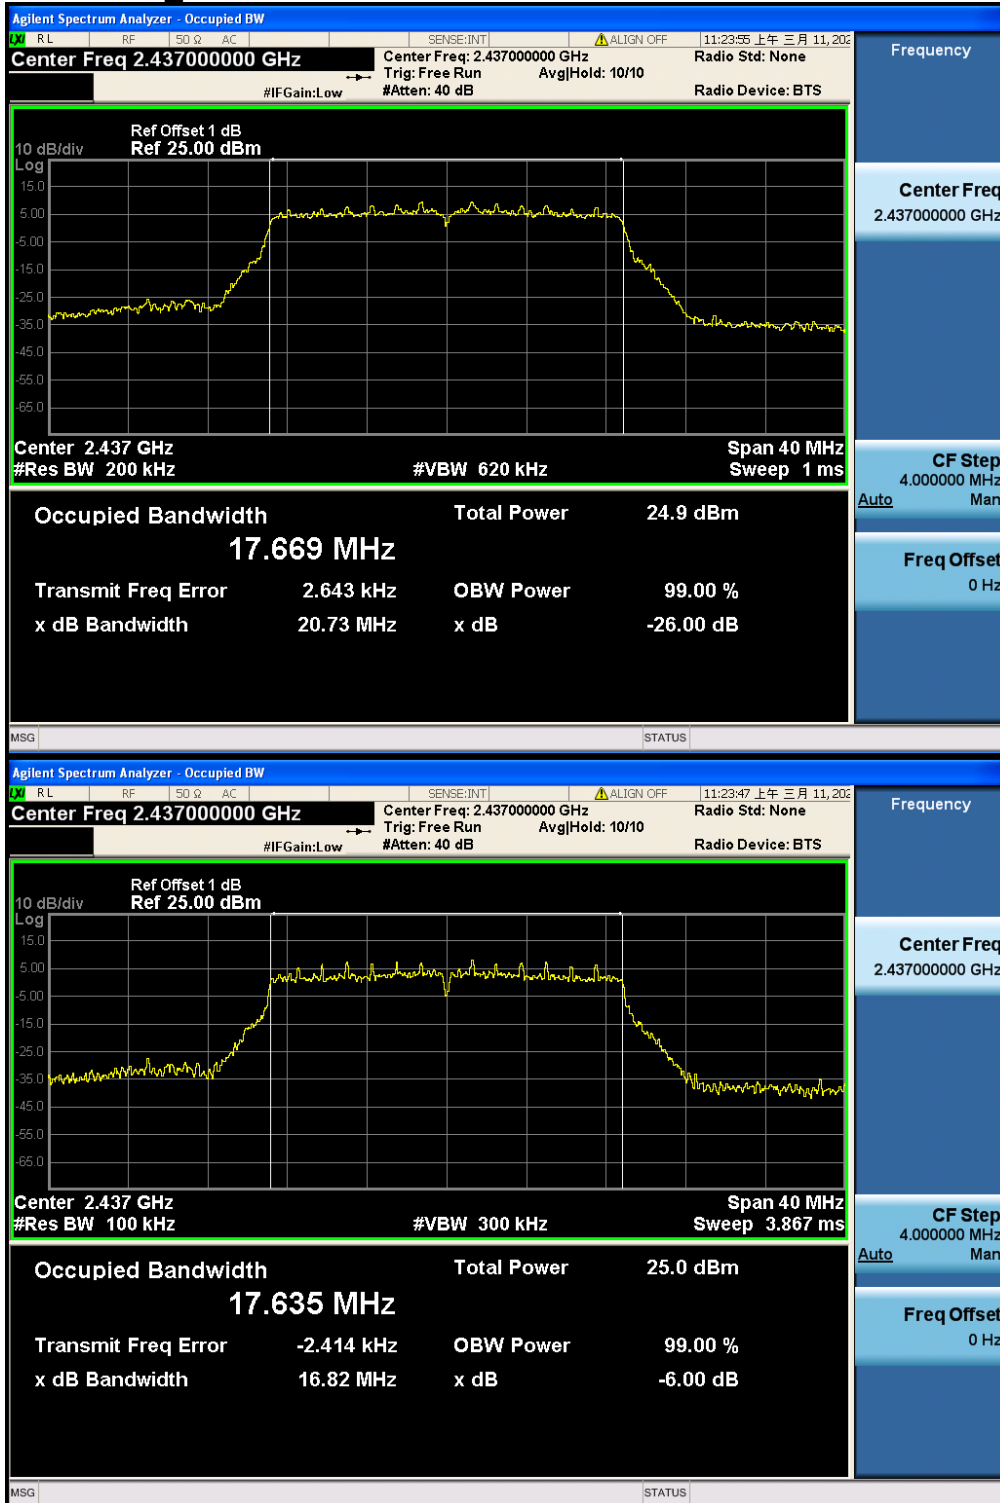 Agilent Spectrum Analyzer - Occupied BW
LXI RL RF 50 Ω AC SENSE:INT ALIGN OFF 11:23:55 上午 三月 11, 202
Center Freq 2.437000000 GHz
Center Freq: 2.437000000 GHz
Radio Std: None
Trig: Free Run Avg|Hold: 10/10
#IFGain:Low
#Atten: 40 dB
Radio Device: BTS
Frequency
Ref Offset 1 dB
10 dB/div Ref 25.00 dBm
Log
15.0
5.00
-5.00
-15.0
-25.0
-35.0
-45.0
-55.0
-65.0
Center 2.437 GHz Span 40 MHz
#Res BW 200 kHz #VBW 620 kHz Sweep 1 ms
Center Freq
2.437000000 GHz
CF Step
4.000000 MHz
Auto Man
Freq Offset
0 Hz
Occupied Bandwidth Total Power 24.9 dBm
17.669 MHz
Transmit Freq Error 2.643 kHz OBW Power 99.00 %
x dB Bandwidth 20.73 MHz x dB -26.00 dB
MSG STATUS
Agilent Spectrum Analyzer - Occupied BW
LXI RL RF 50 Ω AC SENSE:INT ALIGN OFF 11:23:47 上午 三月 11, 202
Center Freq 2.437000000 GHz
Center Freq: 2.437000000 GHz
Radio Std: None
Trig: Free Run Avg|Hold: 10/10
#IFGain:Low
#Atten: 40 dB
Radio Device: BTS
Frequency
Ref Offset 1 dB
10 dB/div Ref 25.00 dBm
Log
15.0
5.00
-5.00
-15.0
-25.0
-35.0
-45.0
-55.0
-65.0
Center 2.437 GHz Span 40 MHz
#Res BW 100 kHz #VBW 300 kHz Sweep 3.867 ms
Center Freq
2.437000000 GHz
CF Step
4.000000 MHz
Auto Man
Freq Offset
0 Hz
Occupied Bandwidth Total Power 25.0 dBm
17.635 MHz
Transmit Freq Error -2.414 kHz OBW Power 99.00 %
x dB Bandwidth 16.82 MHz x dB -6.00 dB
MSG STATUS